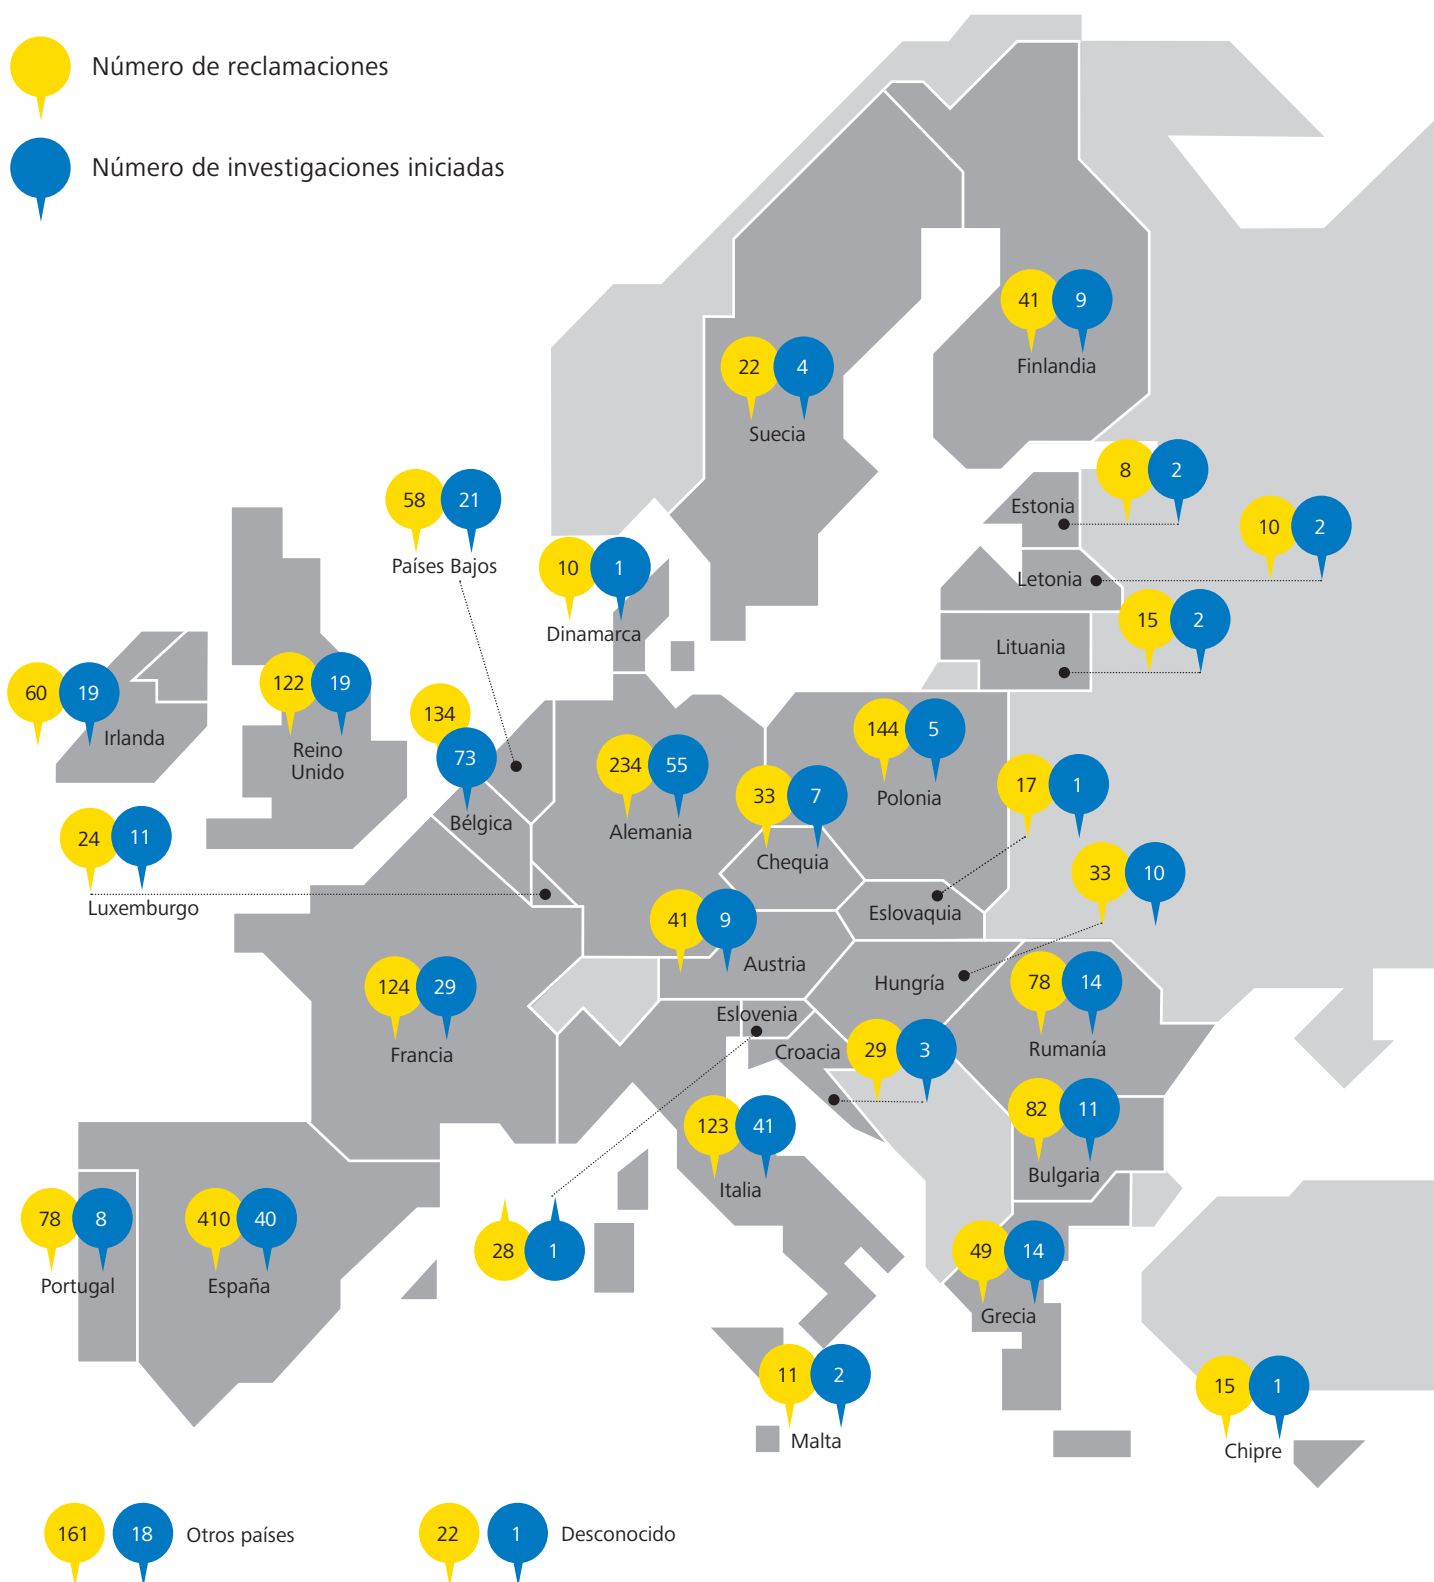 Número de reclamaciones
Número de investigaciones iniciadas
41 9
Finlandia
22 4
Suecia
8 2
Estonia
58 21
Países Bajos
10 2
Letonia
10 1
Dinamarca
15 2
Lituania
60 19
Irlanda
122 19
Reino
Unido
134
73
Bélgica
234 55
Alemania
144 5
Polonia
33 7
Chequia
17 1
Eslovaquia
24 11
Luxemburgo
33 10
Hungría
41 9
Austria
124 29
Francia
78 14
Rumanía
Eslovenia
28 1
Croacia
29 3
82 11
Bulgaria
123 41
Italia
78 8
Portugal
410 40
España
49 14
Grecia
11 2
Malta
15 1
Chipre
161 18 Otros países
22 1 Desconocido